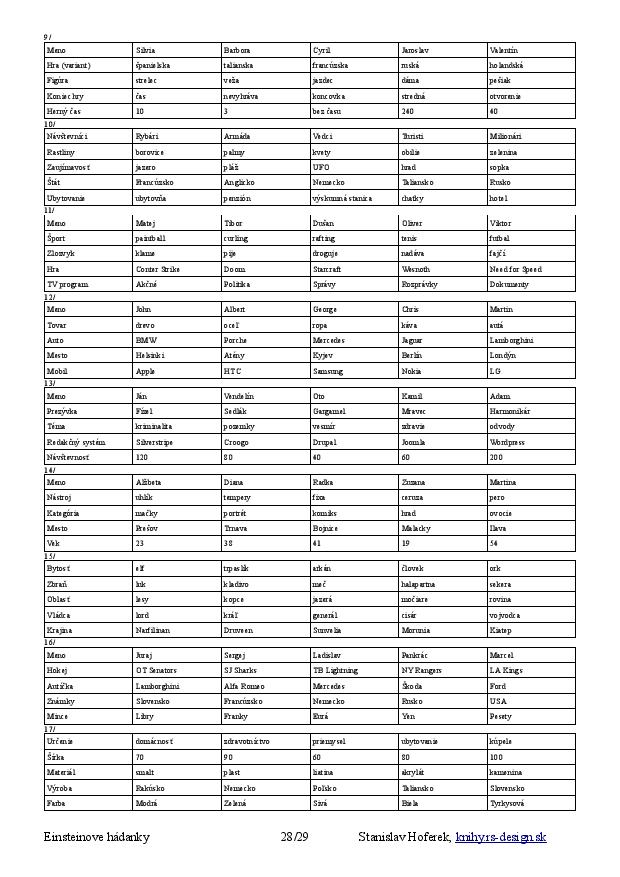 9/
Meno Silvia Barbora Cyril Jaroslav Valentín
Hra (variant) španielska talianska francúzska ruská holandská
Figúra strelec veža jazdec dáma pešiak
Koniec hry čas nevyhráva koncovka stredná otvorenie
Herný čas 10 3 bez času 240 40
10/
Návštevníci Rybári Armáda Vedci Turisti Milionári
Rastliny borovice palmy kvety obilie zelenina
Zaujímavosť jazero pláž UFO hrad sopka
Štát Francúzsko Anglicko Nemecko Taliansko Rusko
Ubytovanie ubytovňa penzión výskumná stanica chatky hotel
11/
Meno Matej Tibor Dušan Oliver Viktor
Šport paintball curling rafting tenis futbal
Zlozvyk klame pije droguje nadáva fajčí
Hra Conter Strike Doom Starcraft Wesnoth Need for Speed
TV program Akčné Politika Správy Rozprávky Dokumenty
12/
Meno John Albert George Chris Martin
Tovar drevo oceľ ropa káva autá
Auto BMW Porche Mercedes Jaguar Lamborghini
Mesto Helsinki Atény Kyjev Berlín Londýn
Mobil Apple HTC Samsung Nokia LG
13/
Meno Ján Vendelín Oto Kamil Adam
Prezývka Fízel Sedlák Gargamel Mravec Harmonikár
Téma kriminalita pozemky vesmír zdravie odvody
Redakčný systém Silverstripe Croogo Drupal Joomla Wordpress
Návštevnosť 120 80 40 60 200
14/
Meno Alžbeta Diana Radka Zuzana Martina
Nástroj uhlík tempery fixa ceruza pero
Kategória mačky portrét komiks hrad ovocie
Mesto Prešov Trnava Bojnice Malacky Ilava
Vek 23 38 41 19 54
15/
Bytosť elf trpaslík arkán človek ork
Zbraň luk kladivo meč halapartna sekera
Oblasť lesy kopce jazerá močiare rovina
Vládca lord kráľ generál cisár vojvodca
Krajina Narfilinan Druveen Sunvelia Morunia Kiatep
16/
Meno Juraj Sergej Ladislav Pankrác Marcel
Hokej OT Senators SJ Sharks TB Lightning NY Rangers LA Kings
Autíčka Lamborghini Alfa Romeo Mercedes Škoda Ford
Známky Slovensko Francúzsko Nemecko Rusko USA
Mince Libry Franky Eurá Yen Pesety
17/
Určenie domácnosť zdravotníctvo priemysel ubytovanie kúpele
Šírka 70 90 60 80 100
Materiál smalt plast liatina akrylát kamenina
Výroba Rakúsko Nemecko Poľsko Taliansko Slovensko
Farba Modrá Zelená Sivá Biela Tyrkysová
Einsteinove hádanky 28/29 Stanislav Hoferek, knihy.rs-design.sk